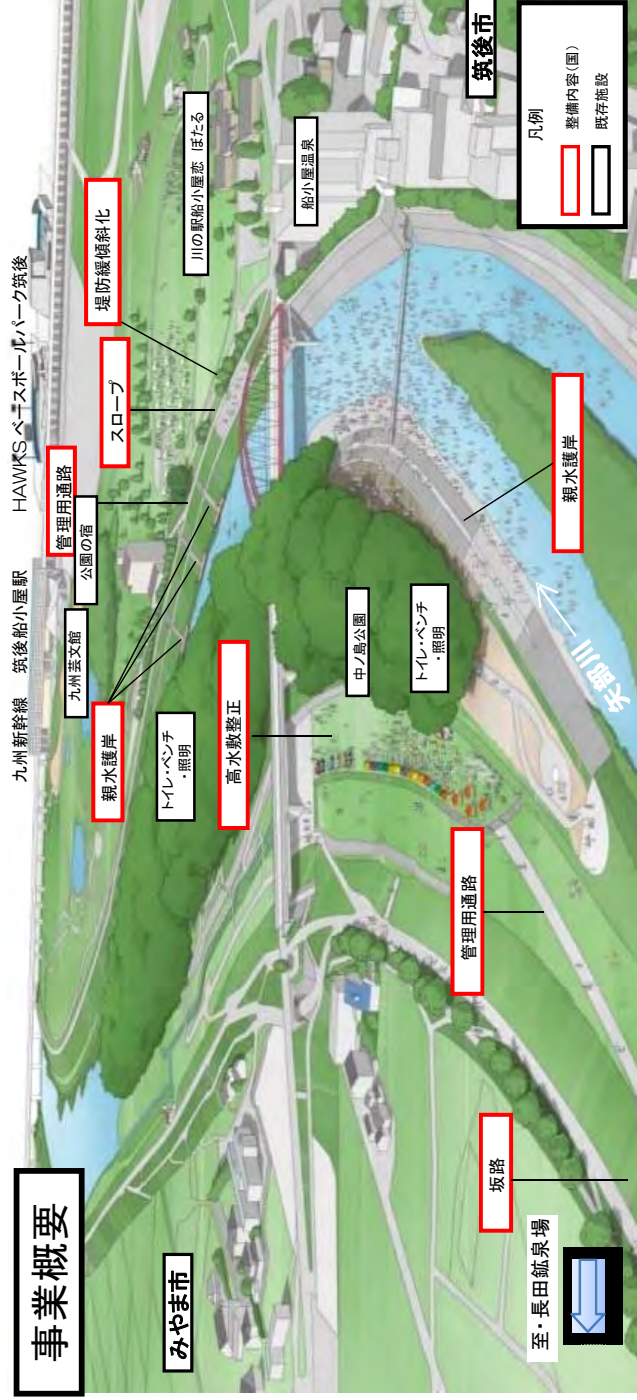 事業概要
九州新幹線　筑後船小屋駅
HAWKS ベースボールパーク筑後
九州芸文館
管理用通路
公園の宿
スロープ
堤防緩傾斜化
川の駅船小屋恋 ぼたる
船小屋温泉
筑後市
親水護岸
トイレ・ベンチ
・照明
高水敷整正
中ノ島公園
トイレ・ベンチ
・照明
親水護岸
矢部川
みやま市
管理用通路
坂路
至・長田鉱泉場
凡例
整備内容(国)
既存施設